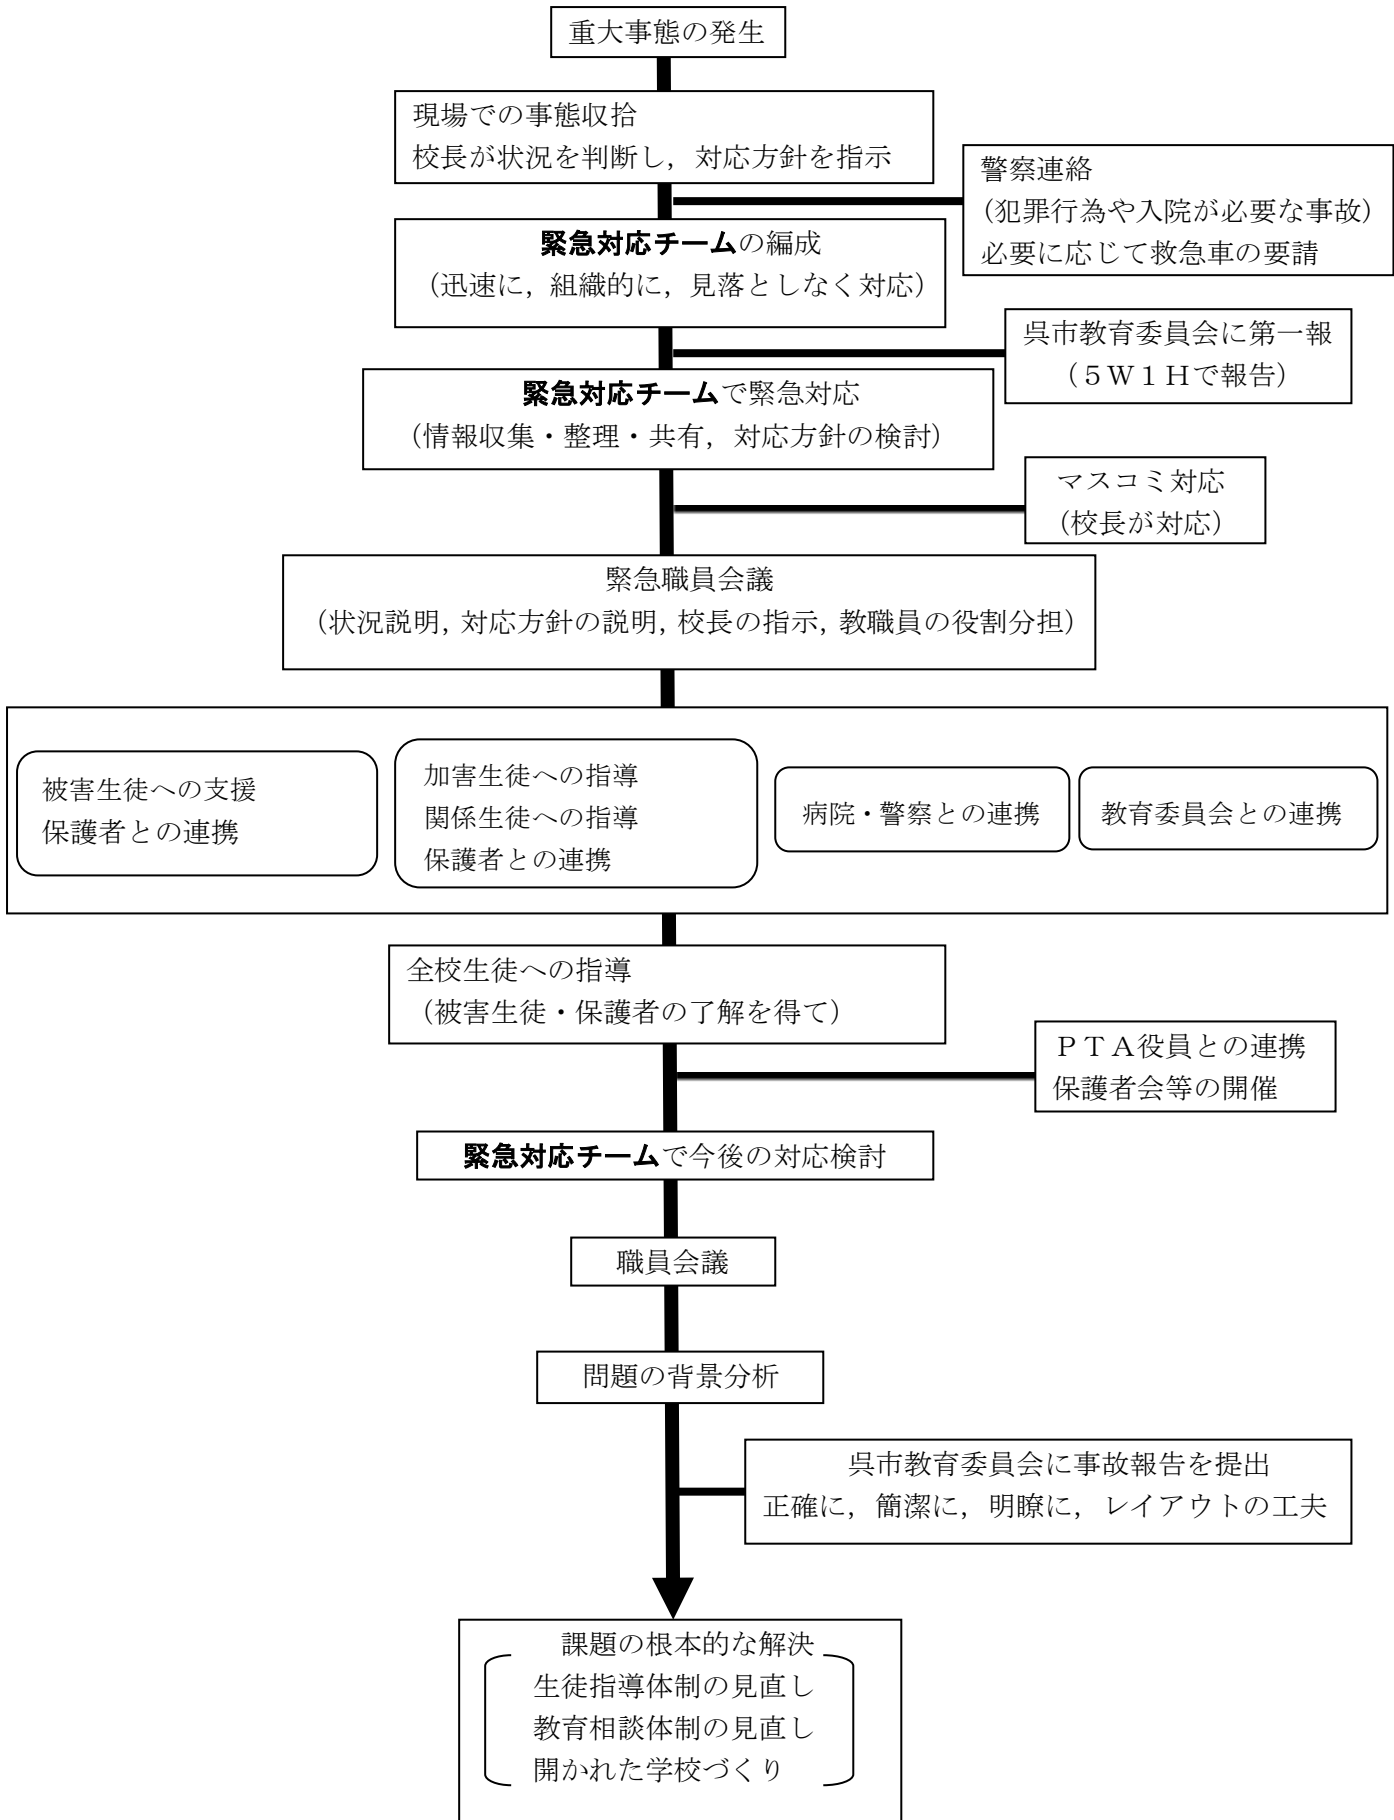 重大事態の発生
現場での事態収拾
校長が状況を判断し，対応方針を指示
警察連絡
（犯罪行為や入院が必要な事故）
必要に応じて救急車の要請
緊急対応チームの編成
（迅速に，組織的に，見落としなく対応）
呉市教育委員会に第一報
（５Ｗ１Ｈで報告）
緊急対応チームで緊急対応
（情報収集・整理・共有，対応方針の検討）
マスコミ対応
（校長が対応）
緊急職員会議
（状況説明，対応方針の説明，校長の指示，教職員の役割分担）
被害生徒への支援
保護者との連携
加害生徒への指導
関係生徒への指導
保護者との連携
病院・警察との連携
教育委員会との連携
全校生徒への指導
（被害生徒・保護者の了解を得て）
ＰＴＡ役員との連携
保護者会等の開催
緊急対応チームで今後の対応検討
職員会議
問題の背景分析
呉市教育委員会に事故報告を提出
正確に，簡潔に，明瞭に，レイアウトの工夫
課題の根本的な解決
生徒指導体制の見直し
教育相談体制の見直し
開かれた学校づくり